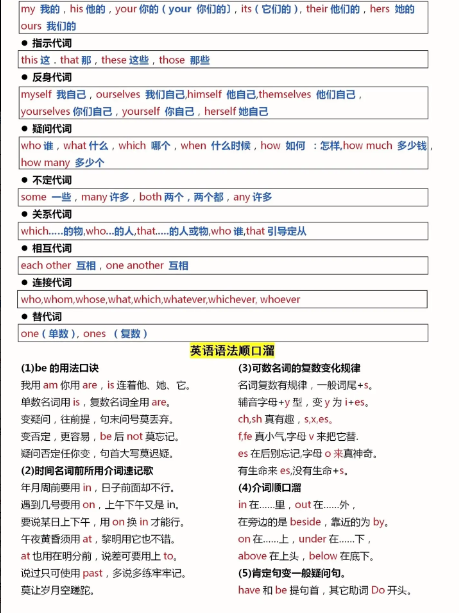 my 我的，his 他的，your 你的（your 你们的），its（它们的），their 他们的，hers 她的
ours 我们的
● 指示代词
this 这．that 那，these 这些，those 那些
● 反身代词
myself 我自己，ourselves 我们自己,himself 他自己,themselves 他们自己，
yourselves 你们自己，yourself 你自己，herself 她自己
● 疑问代词
who 谁，what 什么，which 哪个，when 什么时候，how 如何 ：怎样,how much 多少钱，
how many 多少个
● 不定代词
some 一些，many 许多，both 两个，两个都，any 许多
● 关系代词
which.....的物,who...的人,that.....的人或物,who 谁,that 引导定从
● 相互代词
each other 互相，one another 互相
● 连接代词
who,whom,whose,what,which,whatever,whichever, whoever
● 替代词
one（单数），ones （复数）
英语语法顺口溜
(1)be 的用法口诀
我用 am 你用 are，is 连着他、她、它。
单数名词用 is，复数名词全用 are。
变疑问，往前提，句末问号莫丢弃。
变否定，更容易，be 后 not 莫忘记。
疑问否定任你变，句首大写莫迟疑。
(2)时间名词前所用介词速记歌
年月周前要用 in，日子前面却不行。
遇到几号要用 on，上午下午又是 in。
要说某日上下午，用 on 换 in 才能行。
午夜黄昏须用 at，黎明用它也不错。
at 也用在明分前，说差可要用上 to。
说过只可使用 past，多说多练牢牢记。
莫让岁月空蹉跎。
(3)可数名词的复数变化规律
名词复数有规律，一般词尾+s。
辅音字母+y 型，变 y 为 i+es。
ch,sh 真有趣，s,x,es。
f,fe 真小气,字母 v 来把它替.
es 在后别忘记,字母 o 来真神奇。
有生命来 es,没有生命+s。
(4)介词顺口溜
in 在……里，out 在……外，
在旁边的是 beside，靠近的为 by。
on 在……上，under 在……下，
above 在上头，below 在底下。
(5)肯定句变一般疑问句。
have 和 be 提句首，其它助词 Do 开头。